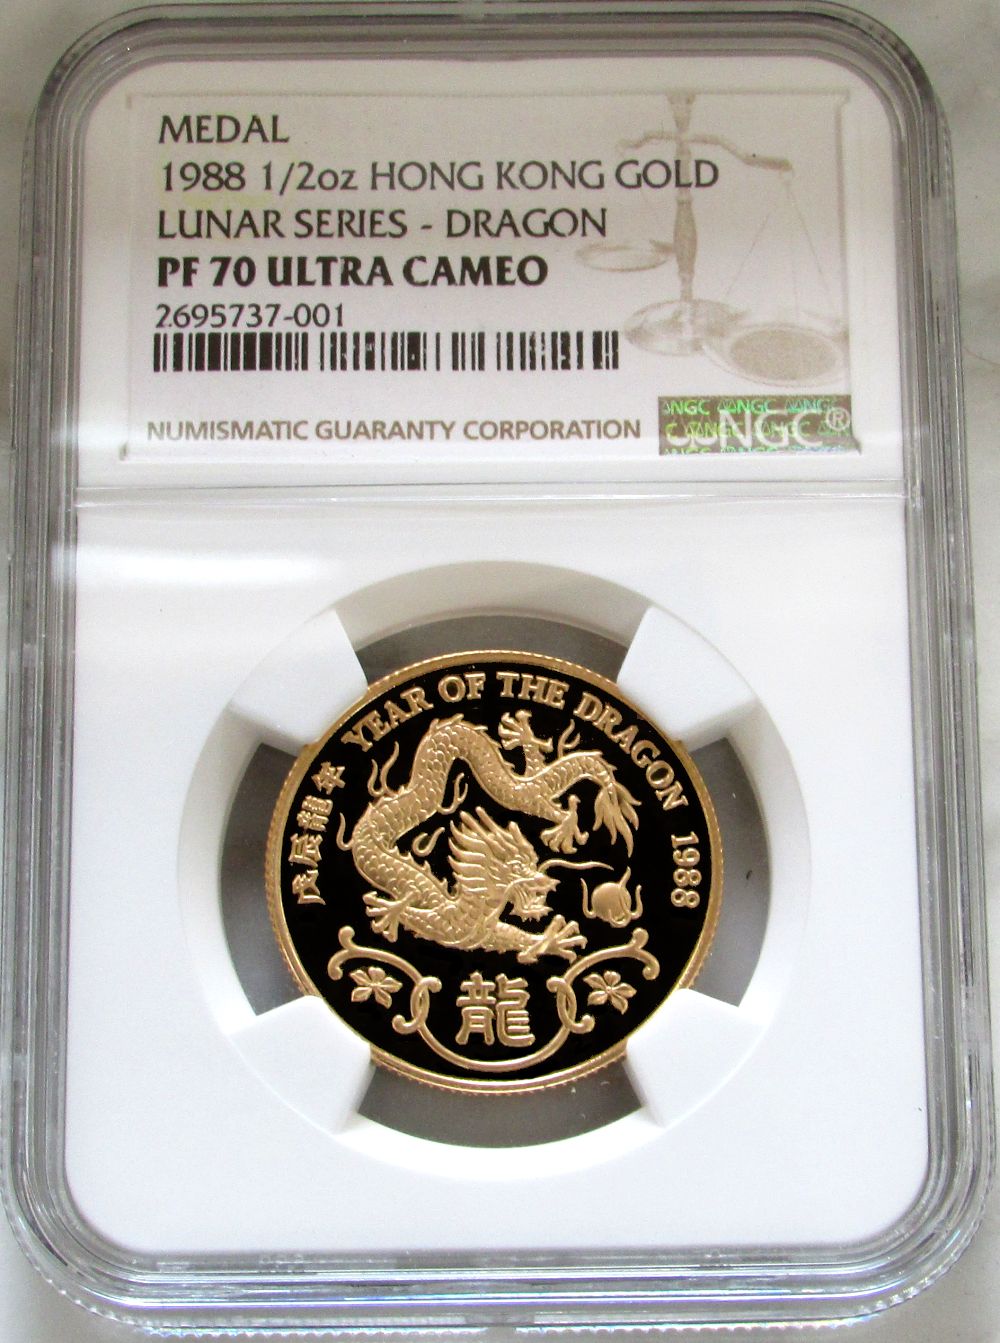 MEDAL
1988 1/2oz HONG KONG GOLD
LUNAR SERIES - DRAGON
PF 70 ULTRA CAMEO
2695737-001
NUMISMATIC GUARANTY CORPORATION
NGC®
戊辰龍年 YEAR OF THE DRAGON 1988
龍